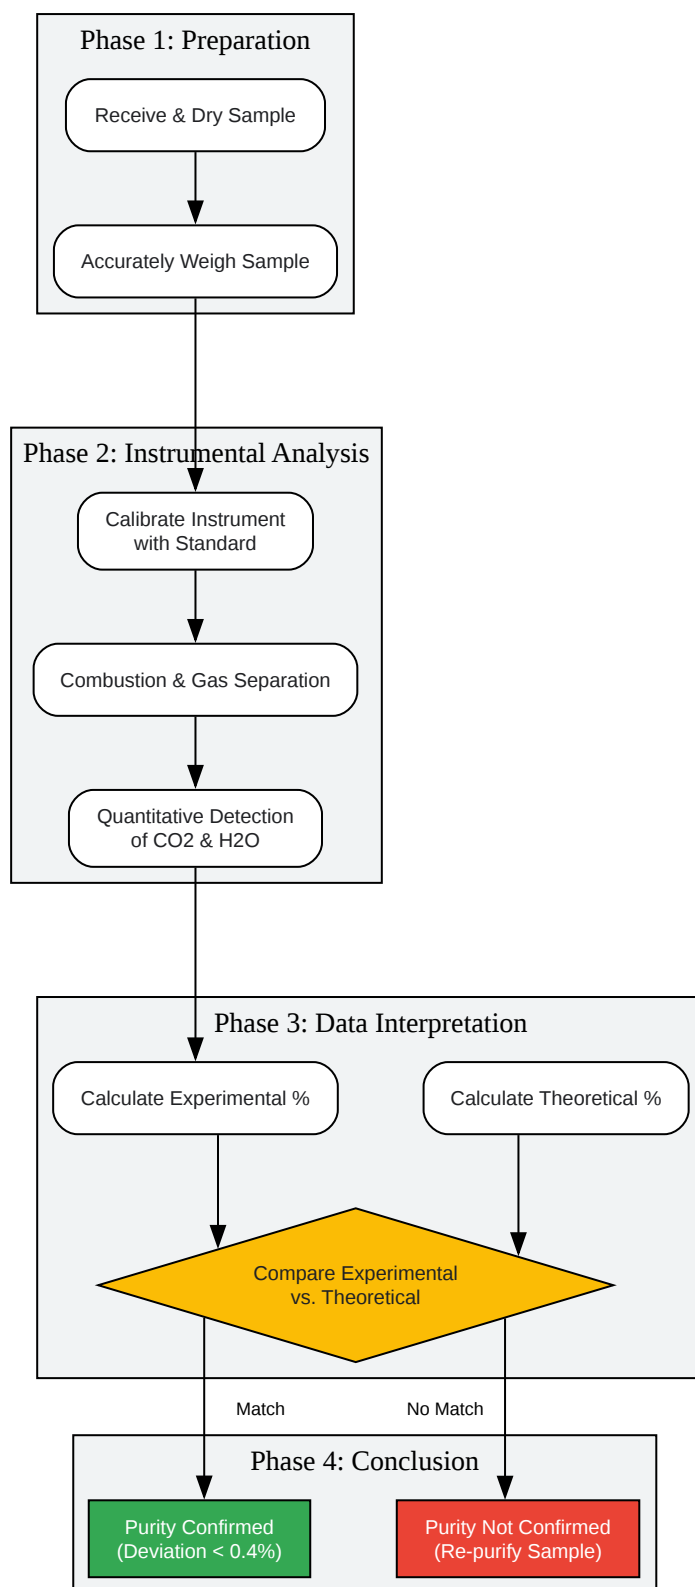 Phase 1: Preparation
Receive & Dry Sample
Accurately Weigh Sample
Phase 2: Instrumental Analysis
Calibrate Instrument
with Standard
Combustion & Gas Separation
Quantitative Detection
of CO2 & H2O
Phase 3: Data Interpretation
Calculate Experimental %
Calculate Theoretical %
Compare Experimental
vs. Theoretical
Match
No Match
Phase 4: Conclusion
Purity Confirmed
(Deviation < 0.4%)
Purity Not Confirmed
(Re-purify Sample)